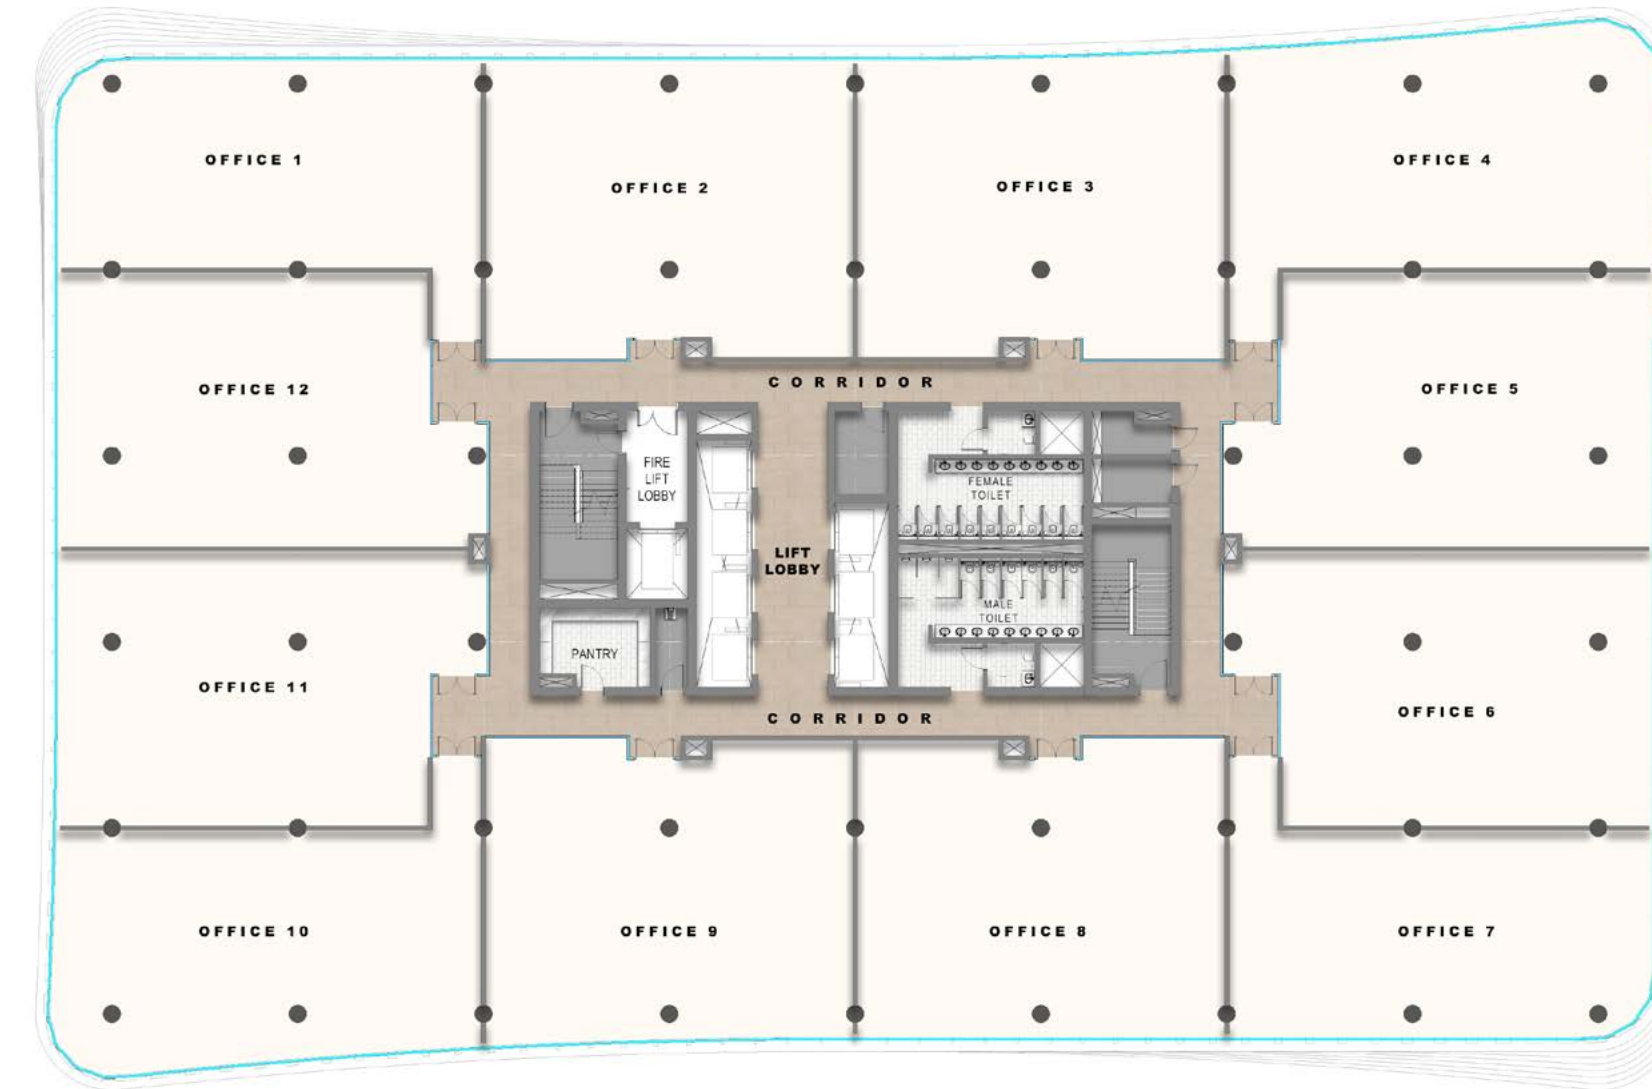 OFFICE 1
OFFICE 2
OFFICE 3
OFFICE 4
OFFICE 12
CORRIDOR
OFFICE 5
FIRE
LIFT
LOBBY
FEMALE
TOILET
LIFT
LOBBY
MALE
TOILET
PANTRY
OFFICE 11
CORRIDOR
OFFICE 6
OFFICE 10
OFFICE 9
OFFICE 8
OFFICE 7